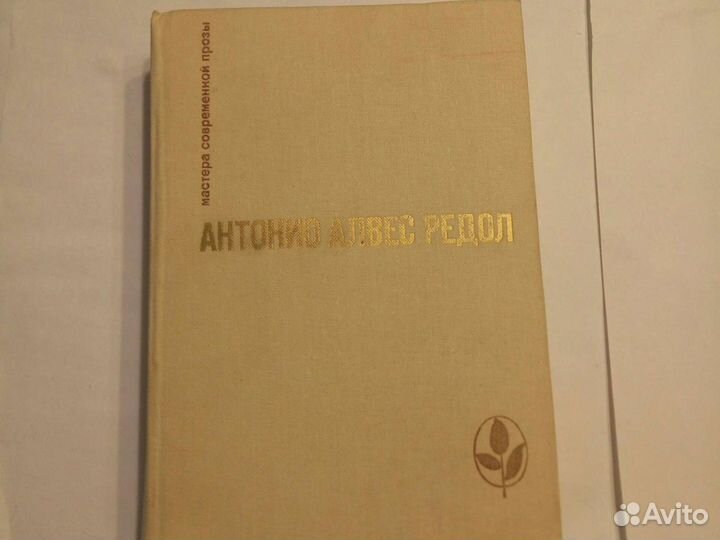 мастера современной прозы
АНТОНИО АЛВЕС РЕДОЛ
Avito